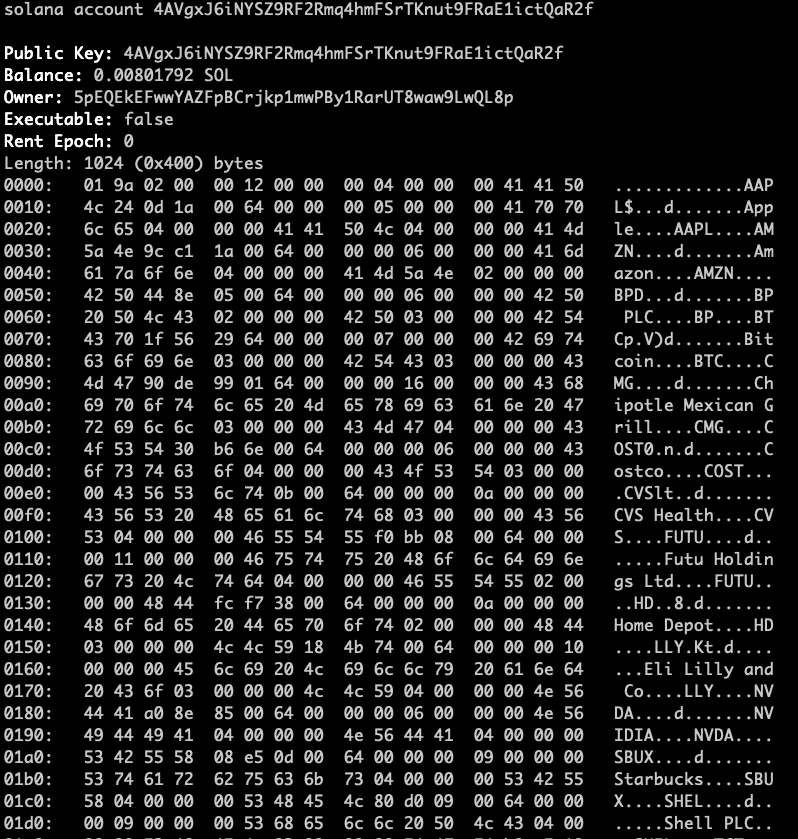 solana account 4AVgxJ6iNYSZ9RF2Rmq4hmFSrTKnut9FRaE1ictQaR2f
Public Key: 4AVgxJ6iNYSZ9RF2Rmq4hmFSrTKnut9FRaE1ictQaR2f
Balance: 0.00801792 SOL
Owner: 5pEQEkEFwwYAZFpBCrjkp1mwPBy1RarUT8waw9LwQL8p
Executable: false
Rent Epoch: 0
Length: 1024 (0x400) bytes
0000: 01 9a 02 00 00 12 00 00 00 04 00 00 00 41 41 50 .............AAP
0010: 4c 24 0d 1a 00 64 00 00 00 05 00 00 00 41 70 70 L$...d.......App
0020: 6c 65 04 00 00 00 41 41 50 4c 04 00 00 00 41 4d le....AAPL....AM
0030: 5a 4e 9c c1 1a 00 64 00 00 00 06 00 00 00 41 6d ZN....d.......Am
0040: 61 7a 6f 6e 04 00 00 00 41 4d 5a 4e 02 00 00 00 azon....AMZN....
0050: 42 50 44 8e 05 00 64 00 00 00 06 00 00 00 42 50 BPD...d.......BP
0060: 20 50 4c 43 02 00 00 00 42 50 03 00 00 00 42 54 PLC....BP....BT
0070: 43 70 1f 56 29 64 00 00 00 07 00 00 00 42 69 74 Cp.V)d.......Bit
0080: 63 6f 69 6e 03 00 00 00 42 54 43 03 00 00 00 43 coin....BTC....C
0090: 4d 47 90 de 99 01 64 00 00 00 16 00 00 00 43 68 MG....d.......Ch
00a0: 69 70 6f 74 6c 65 20 4d 65 78 69 63 61 6e 20 47 ipotle Mexican G
00b0: 72 69 6c 6c 03 00 00 00 43 4d 47 04 00 00 00 43 rill....CMG....C
00c0: 4f 53 54 30 b6 6e 00 64 00 00 00 06 00 00 00 43 OST0.n.d.......C
00d0: 6f 73 74 63 6f 04 00 00 00 43 4f 53 54 03 00 00 ostco....COST...
00e0: 00 43 56 53 6c 74 0b 00 64 00 00 00 0a 00 00 00 .CVSlt..d.......
00f0: 43 56 53 20 48 65 61 6c 74 68 03 00 00 00 43 56 CVS Health....CV
0100: 53 04 00 00 00 46 55 54 55 f0 bb 08 00 64 00 00 S....FUTU....d..
0110: 00 11 00 00 00 46 75 74 75 20 48 6f 6c 64 69 6e .....Futu Holdin
0120: 67 73 20 4c 74 64 04 00 00 00 46 55 54 55 02 00 gs Ltd....FUTU..
0130: 00 00 48 44 fc f7 38 00 64 00 00 00 0a 00 00 00 ..HD..8.d.......
0140: 48 6f 6d 65 20 44 65 70 6f 74 02 00 00 00 48 44 Home Depot....HD
0150: 03 00 00 00 4c 4c 59 18 4b 74 00 64 00 00 00 10 ....LLY.Kt.d....
0160: 00 00 00 45 6c 69 20 4c 69 6c 6c 79 20 61 6e 64 ...Eli Lilly and
0170: 20 43 6f 03 00 00 00 4c 4c 59 04 00 00 00 4e 56 Co....LLY....NV
0180: 44 41 a0 8e 85 00 64 00 00 00 06 00 00 00 4e 56 DA....d.......NV
0190: 49 44 49 41 04 00 00 00 4e 56 44 41 04 00 00 00 IDIA....NVDA....
01a0: 53 42 55 58 08 e5 0d 00 64 00 00 00 09 00 00 00 SBUX....d.......
01b0: 53 74 61 72 62 75 63 6b 73 04 00 00 00 53 42 55 Starbucks....SBU
01c0: 58 04 00 00 00 53 48 45 4c 80 d0 09 00 64 00 00 X....SHEL....d..
01d0: 00 09 00 00 00 53 68 65 6c 6c 20 50 4c 43 04 00 .....Shell PLC..